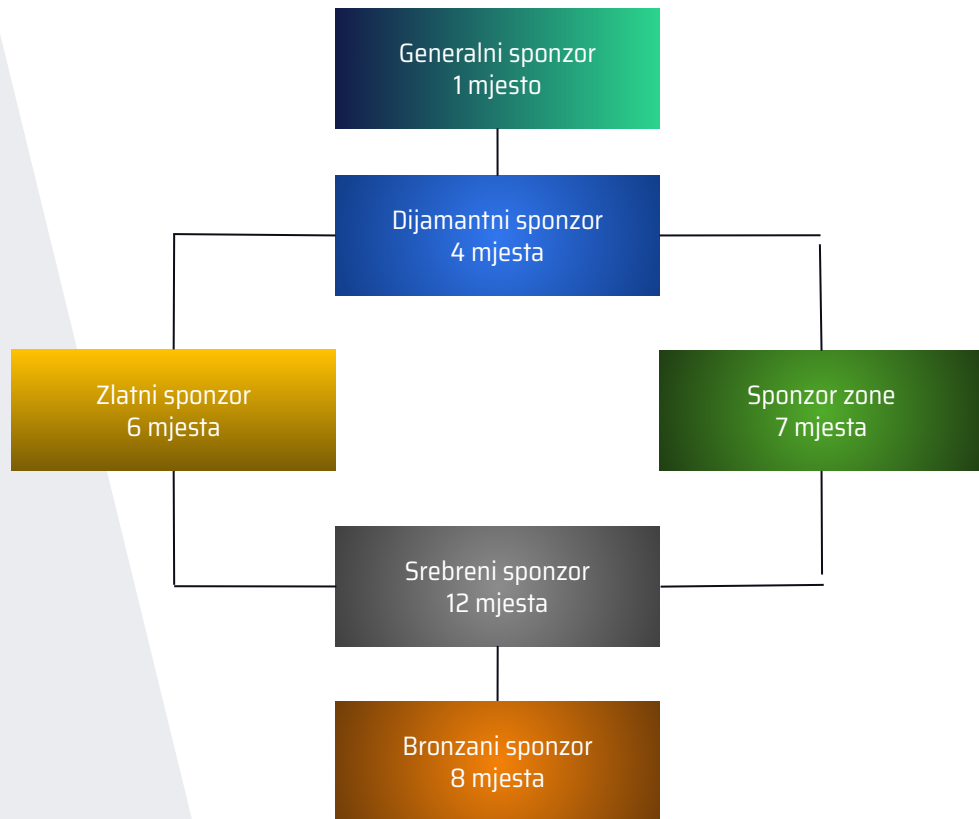 Generalni sponzor
1 mjesto
Dijamantni sponzor
4 mjesta
Zlatni sponzor
6 mjesta
Sponzor zone
7 mjesta
Srebreni sponzor
12 mjesta
Bronzani sponzor
8 mjesta